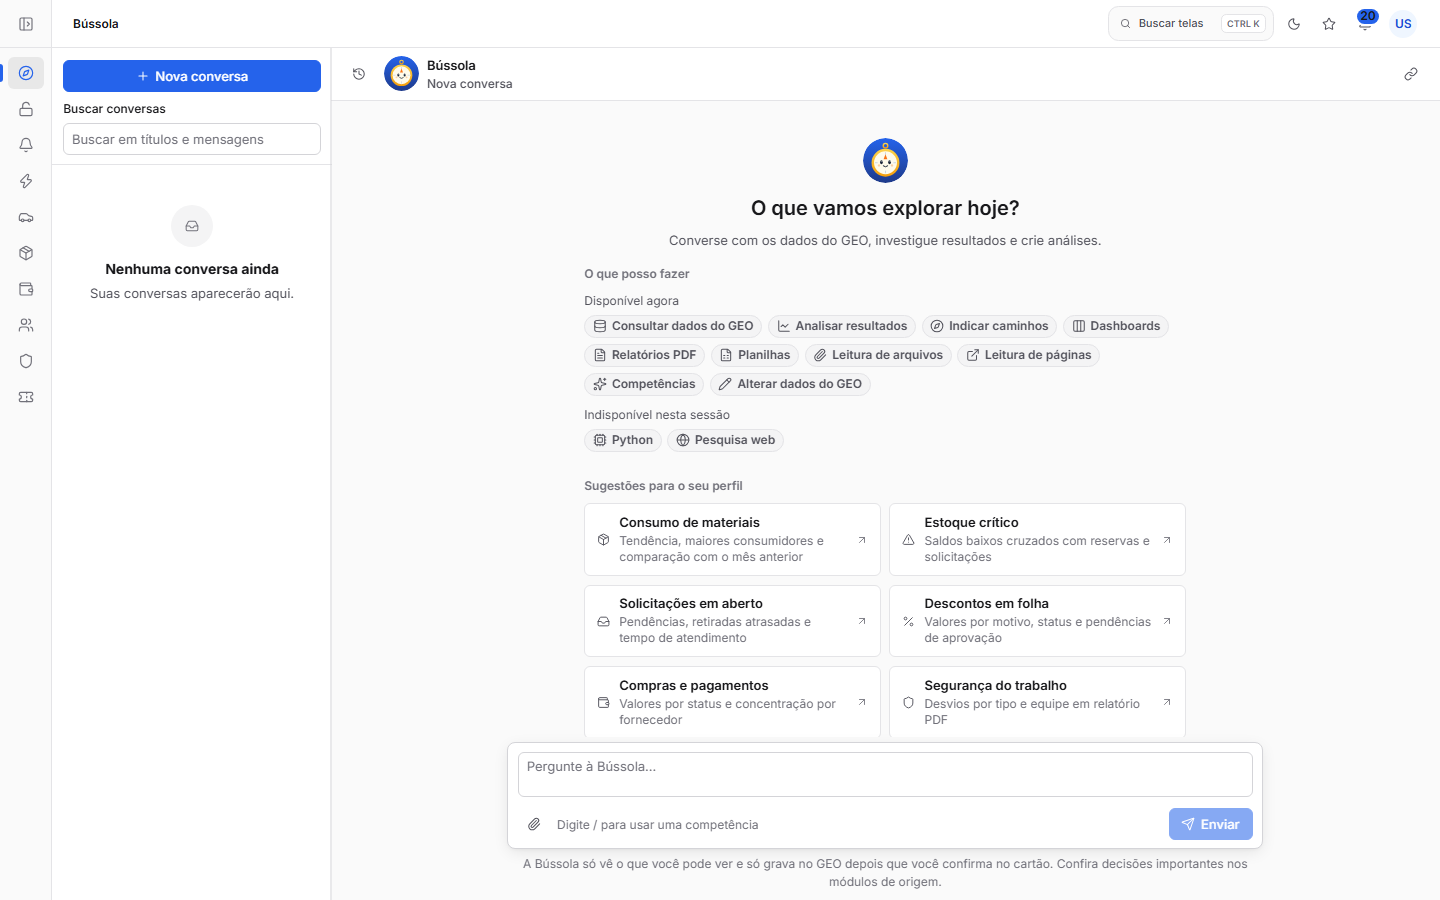 Bússola
Buscar telas
CTRL K
20
US
Nova conversa
Buscar conversas
Buscar em títulos e mensagens
Nenhuma conversa ainda
Suas conversas aparecerão aqui.
Bússola
Nova conversa
O que vamos explorar hoje?
Converse com os dados do GEO, investigue resultados e crie análises.
O que posso fazer
Disponível agora
Consultar dados do GEO
Analisar resultados
Indicar caminhos
Dashboards
Relatórios PDF
Planilhas
Leitura de arquivos
Leitura de páginas
Competências
Alterar dados do GEO
Indisponível nesta sessão
Python
Pesquisa web
Sugestões para o seu perfil
Consumo de materiais
Tendência, maiores consumidores e
comparação com o mês anterior
Estoque crítico
Saldos baixos cruzados com reservas e
solicitações
Solicitações em aberto
Pendências, retiradas atrasadas e
tempo de atendimento
Descontos em folha
Valores por motivo, status e pendências
de aprovação
Compras e pagamentos
Valores por status e concentração por
fornecedor
Segurança do trabalho
Desvios por tipo e equipe em relatório
PDF
Pergunte à Bússola...
Digite / para usar uma competência
Enviar
A Bússola só vê o que você pode ver e só grava no GEO depois que você confirma no cartão. Confira decisões importantes nos
módulos de origem.